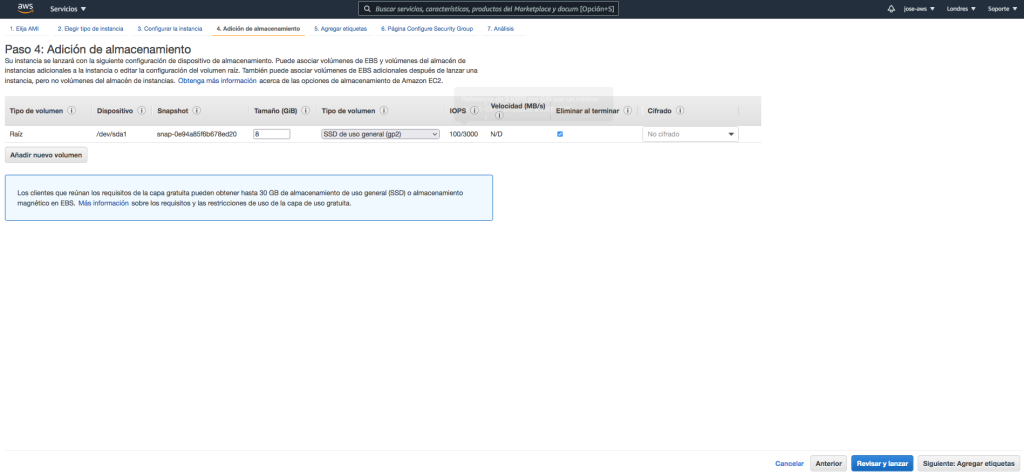 aws
Servicios
Buscar servicios, características, productos del Marketplace y docum [Opción+S]
jose-aws
Londres
Soporte
1. Elija AMI
2. Elegir tipo de instancia
3. Configurar la instancia
4. Adición de almacenamiento
5. Agregar etiquetas
6. Página Configure Security Group
7. Análisis
Paso 4: Adición de almacenamiento
Su instancia se lanzará con la siguiente configuración de dispositivo de almacenamiento. Puede asociar volúmenes de EBS y volúmenes del almacén de
instancias adicionales a la instancia o editar la configuración del volumen raíz. También puede asociar volúmenes de EBS adicionales después de lanzar una
instancia, pero no volúmenes del almacén de instancias. Obtenga más información acerca de las opciones de almacenamiento de Amazon EC2.
Tipo de volumen
Dispositivo
Snapshot
Tamaño (GiB)
Tipo de volumen
IOPS
Velocidad (MB/s)
Eliminar al terminar
Cifrado
Raíz
/dev/sda1
snap-0e94a85f6b678ed20
8
SSD de uso general (gp2)
100/3000
N/D
No cifrado
Añadir nuevo volumen
Los clientes que reúnan los requisitos de la capa gratuita pueden obtener hasta 30 GB de almacenamiento de uso general (SSD) o almacenamiento
magnético en EBS. Más información sobre los requisitos y las restricciones de uso de la capa de uso gratuita.
Cancelar
Anterior
Revisar y lanzar
Siguiente: Agregar etiquetas